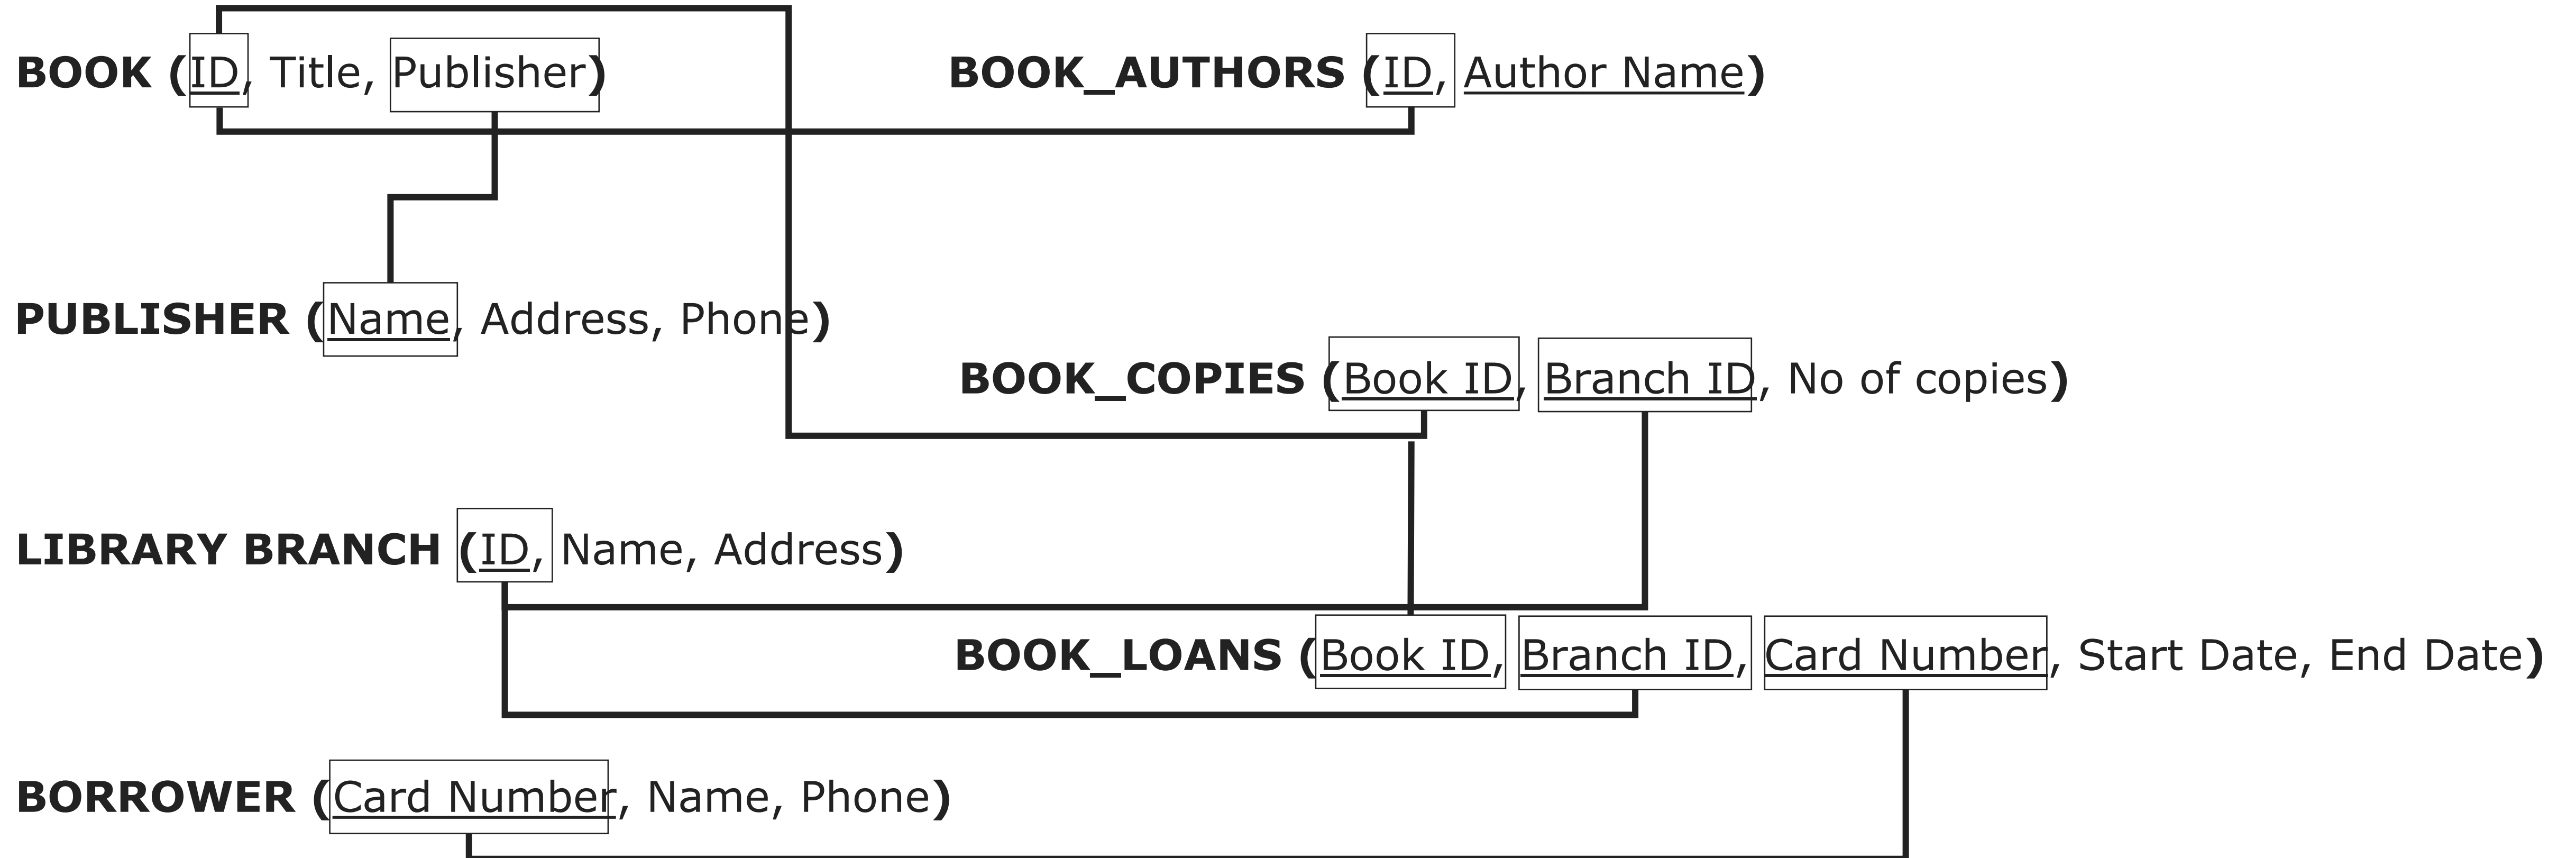 BOOK (ID, Title, Publisher)
BOOK_AUTHORS (ID, Author Name)
PUBLISHER (Name, Address, Phone)
BOOK_COPIES (Book ID, Branch ID, No of copies)
LIBRARY BRANCH (ID, Name, Address)
BOOK_LOANS (Book ID, Branch ID, Card Number, Start Date, End Date)
BORROWER (Card Number, Name, Phone)